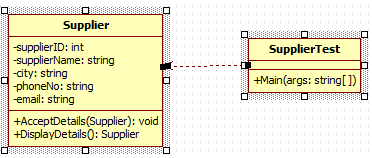 Supplier
-supplierID: int
-supplierName: string
-city: string
-phoneNo: string
-email: string
+AcceptDetails(Supplier): void
+DisplayDetails(): Supplier
SupplierTest
+Main(args: string[])